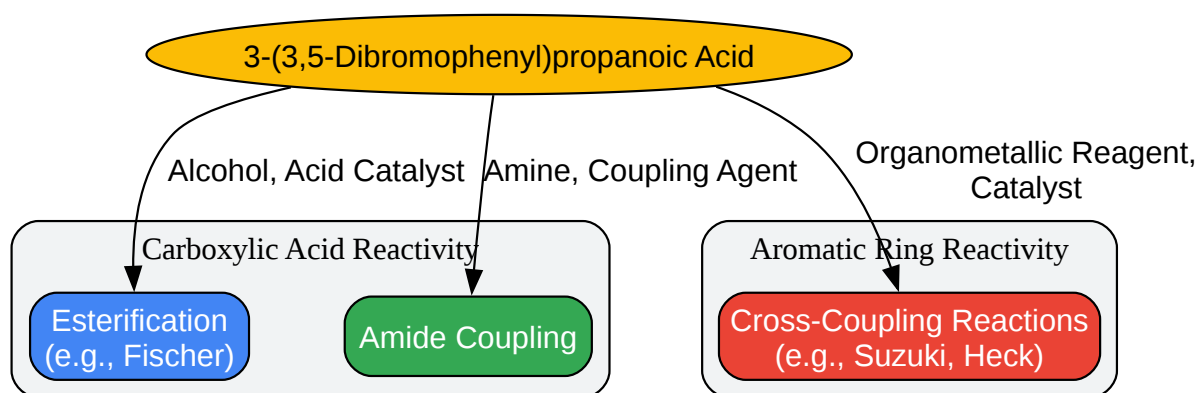 3-(3,5-Dibromophenyl)propanoic Acid
Alcohol, Acid Catalyst
Amine, Coupling Agent
Organometallic Reagent,
Catalyst
Carboxylic Acid Reactivity
Aromatic Ring Reactivity
Esterification
(e.g., Fischer)
Amide Coupling
Cross-Coupling Reactions
(e.g., Suzuki, Heck)